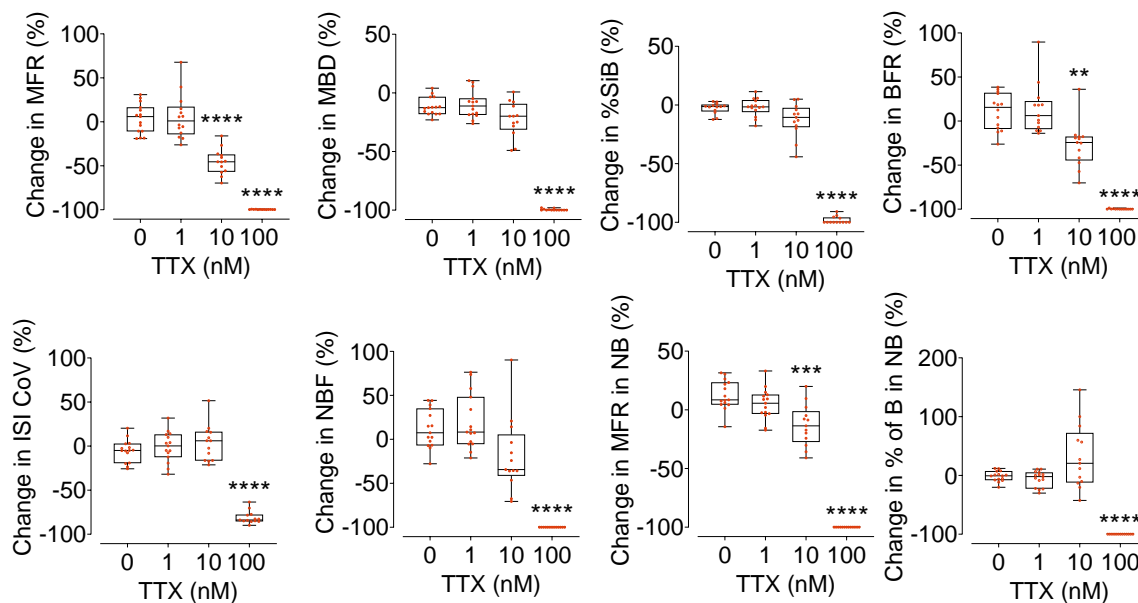 Change in MFR (%)
100
50
0
-50
-100
****
****
0 1 10 100
TTX (nM)
Change in MBD (%)
50
0
-50
-100
****
0 1 10 100
TTX (nM)
Change in %SiB (%)
50
0
-50
-100
****
0 1 10 100
TTX (nM)
Change in BFR (%)
100
50
0
-50
-100
**
****
0 1 10 100
TTX (nM)
Change in ISI CoV (%)
100
50
0
-50
-100
****
0 1 10 100
TTX (nM)
Change in NBF (%)
100
50
0
-50
-100
****
0 1 10 100
TTX (nM)
Change in MFR in NB (%)
50
0
-50
-100
***
****
0 1 10 100
TTX (nM)
Change in % of B in NB (%)
200
100
0
-100
****
0 1 10 100
TTX (nM)